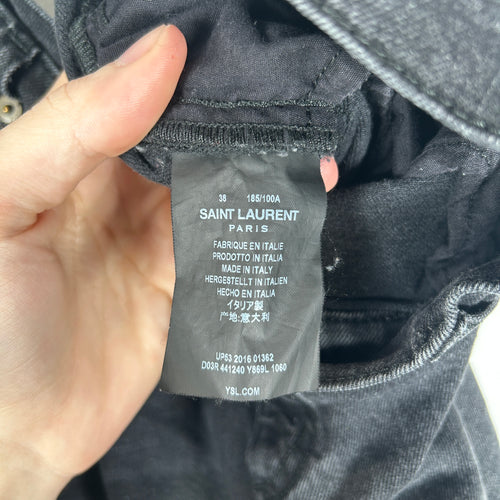 38 185/100A
SAINT LAURENT
PARIS
FABRIQUE EN ITALIE
PRODOTTO IN ITALIA
MADE IN ITALY
HERGESTELLT IN ITALIEN
HECHO EN ITALIA
イタリア製
产地:意大利
UP53 2016 01362
D03R 441240 Y869L 1060
YSL.COM